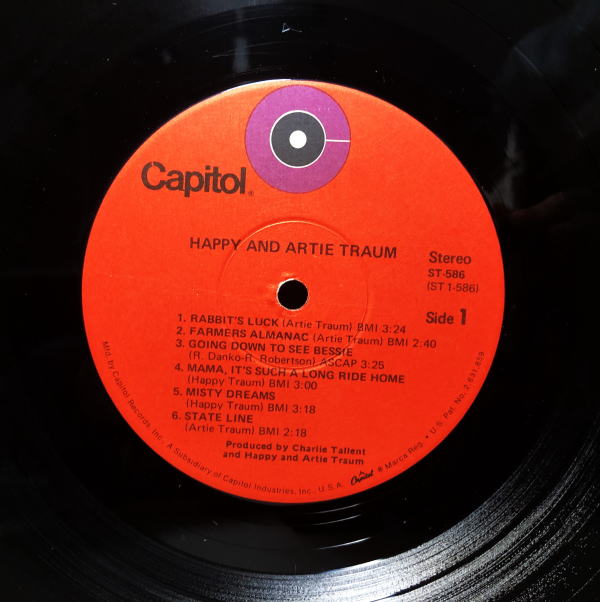 Capitol®
HAPPY AND ARTIE TRAUM
Stereo
ST-586
(ST 1-586)
Side 1
1. RABBIT'S LUCK (Artie Traum) BMI 3:24
2. FARMERS ALMANAC (Artie Traum) BMI 2:40
3. GOING DOWN TO SEE BESSIE
(R. Danko-R. Robertson) ASCAP 3:25
4. MAMA, IT'S SUCH A LONG RIDE HOME
(Happy Traum) BMI 3:00
5. MISTY DREAMS
(Happy Traum) BMI 3:18
6. STATE LINE
(Artie Traum) BMI 2:18
Produced by Charlie Tallent
and Happy and Artie Traum
Mfd. by Capitol Records, Inc., A Subsidiary of Capitol Industries, Inc., U.S.A. Capitol ® Marca Reg. • U.S. Pat. No. 2,631,859